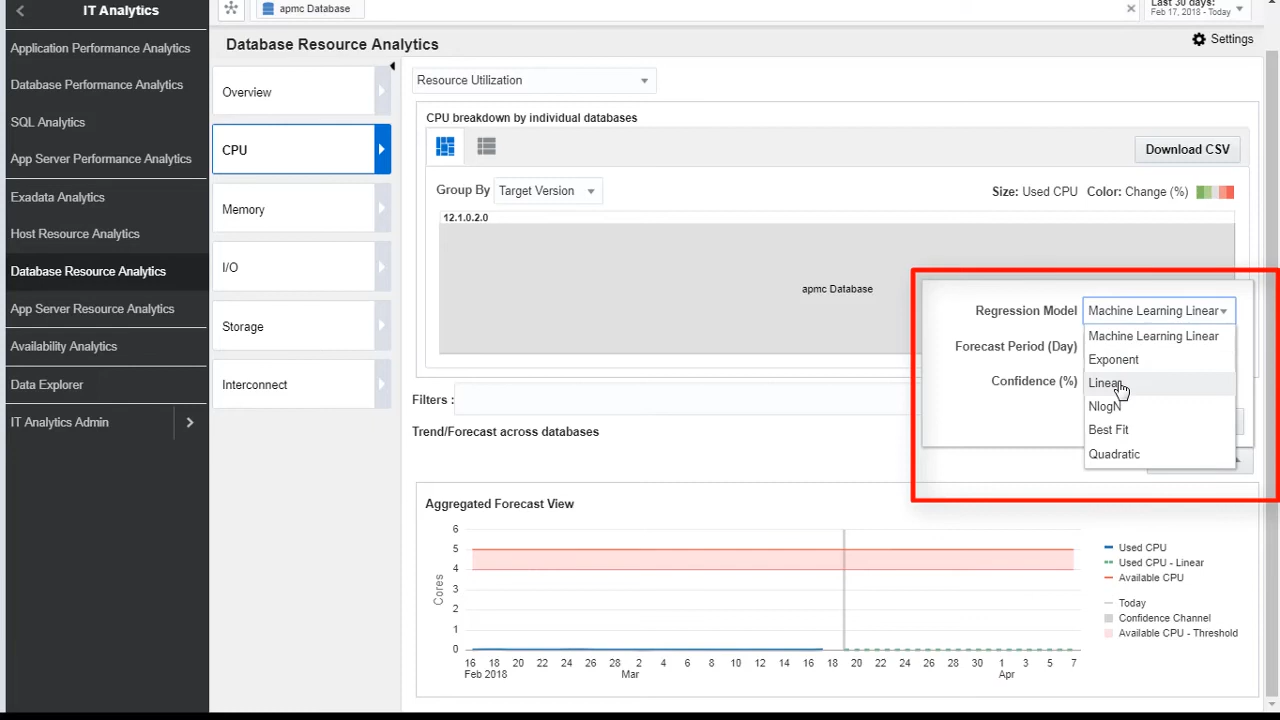 IT Analytics
Application Performance Analytics
Database Performance Analytics
SQL Analytics
App Server Performance Analytics
Exadata Analytics
Host Resource Analytics
Database Resource Analytics
App Server Resource Analytics
Availability Analytics
Data Explorer
IT Analytics Admin
apmc Database
Last 30 days:
Feb 17, 2018 - Today
Database Resource Analytics
Settings
Overview
CPU
Memory
I/O
Storage
Interconnect
Resource Utilization
CPU breakdown by individual databases
Download CSV
Group By Target Version
Size: Used CPU Color: Change (%)
12.1.0.2.0
apmc Database
Regression Model Machine Learning Linear
Forecast Period (Day)
Confidence (%)
Machine Learning Linear
Exponent
Linear
NlogN
Best Fit
Quadratic
Filters :
Trend/Forecast across databases
Aggregated Forecast View
6
5
4
3
2
1
0
Cores
16 18 20 22 24 26 28 2 4 6 8 10 12 14 16 18 20 22 24 26 28 30 1 3 5 7
Feb 2018 Mar Apr
Used CPU
Used CPU - Linear
Available CPU
Today
Confidence Channel
Available CPU - Threshold